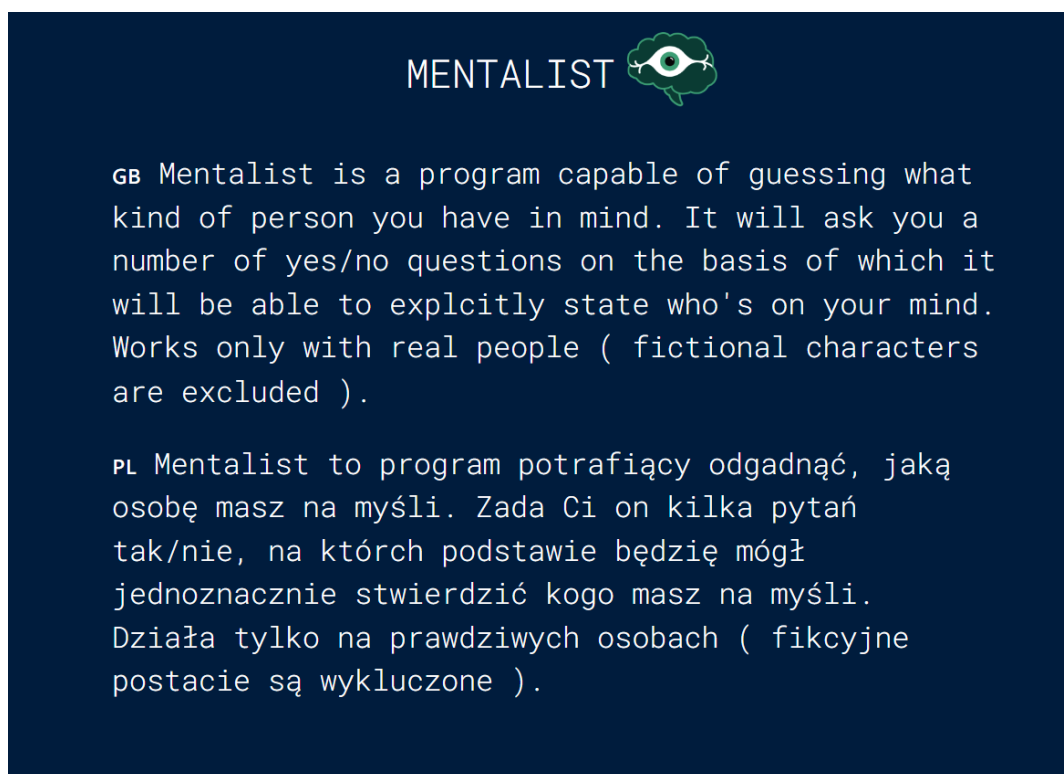 MENTALIST
GB Mentalist is a program capable of guessing what
kind of person you have in mind. It will ask you a
number of yes/no questions on the basis of which it
will be able to explcitly state who's on your mind.
Works only with real people ( fictional characters
are excluded ).
PL Mentalist to program potrafiący odgadnąć, jaką
osobę masz na myśli. Zada Ci on kilka pytań
tak/nie, na którch podstawie będzię mógł
jednoznacznie stwierdzić kogo masz na myśli.
Działa tylko na prawdziwych osobach ( fikcyjne
postacie są wykluczone ).